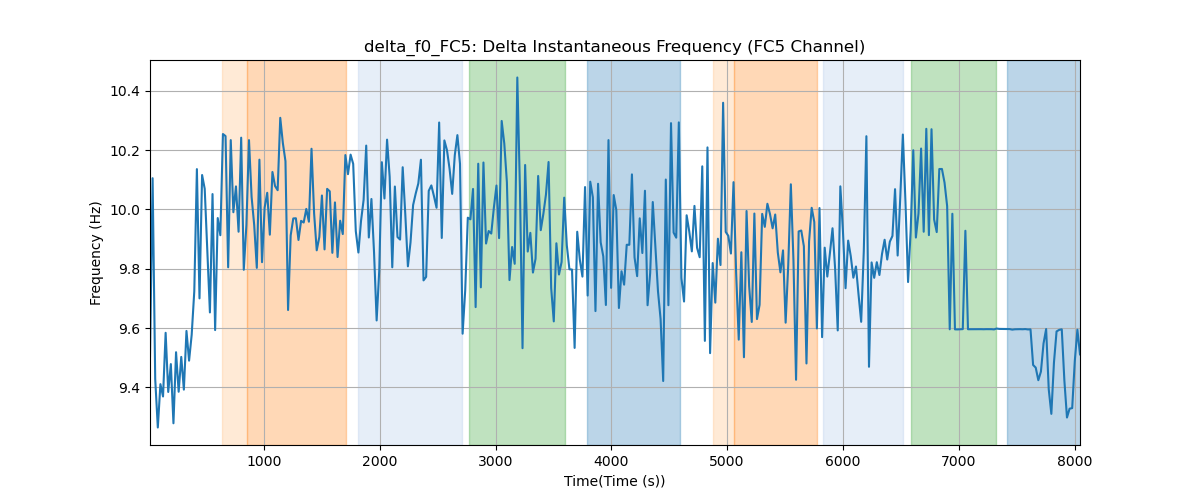 delta_f0_FC5: Delta Instantaneous Frequency (FC5 Channel)
Frequency (Hz)
10.4
10.2
10.0
9.8
9.6
9.4
1000 2000 3000 4000 5000 6000 7000 8000
Time(Time (s))